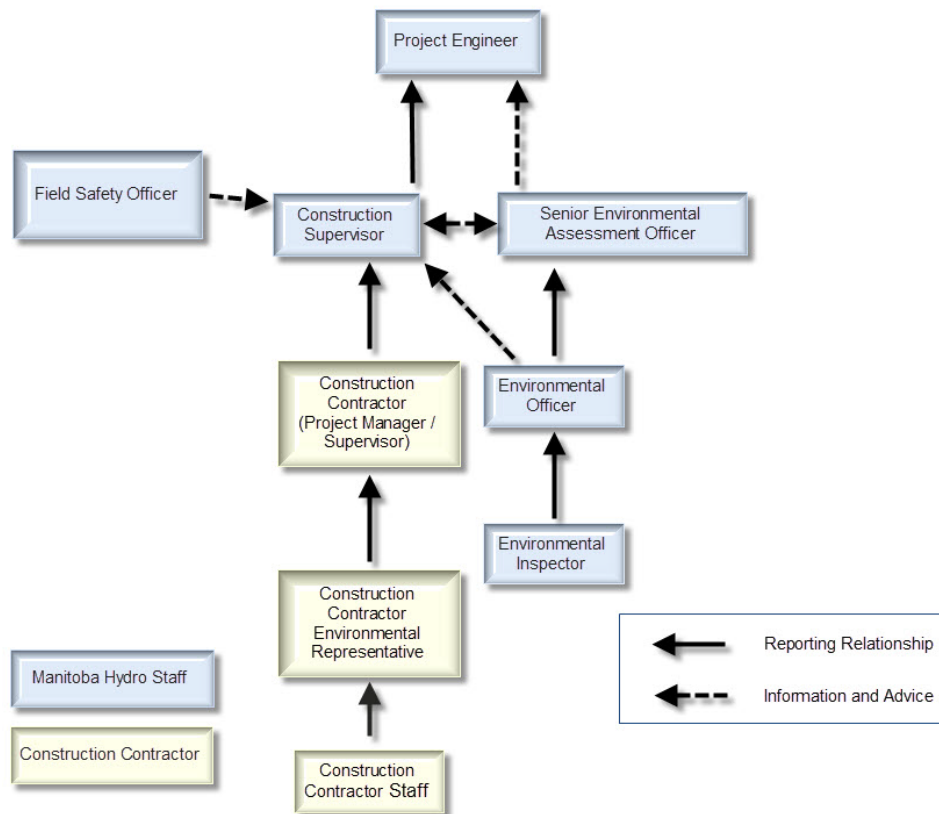 Project Engineer
Field Safety Officer
Construction
Supervisor
Senior Environmental
Assessment Officer
Construction
Contractor
(Project Manager /
Supervisor)
Environmental
Officer
Environmental
Inspector
Construction
Contractor
Environmental
Representative
Construction
Contractor Staff
Manitoba Hydro Staff
Construction Contractor
Reporting Relationship
Information and Advice